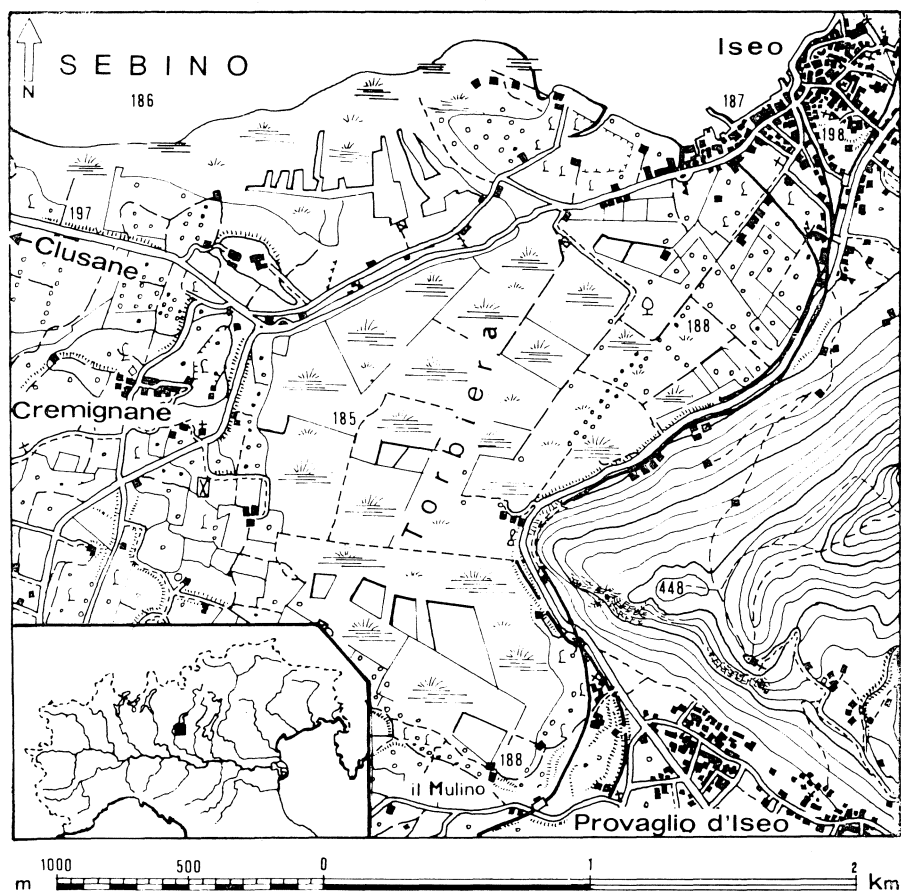 Iseo
SEBINO
N
186
187
198
197
Clusane
188
Torbiera
185
Cremignane
448
188
il Mulino
Provaglio d'Iseo
m 1000 500 0 1 2 Km